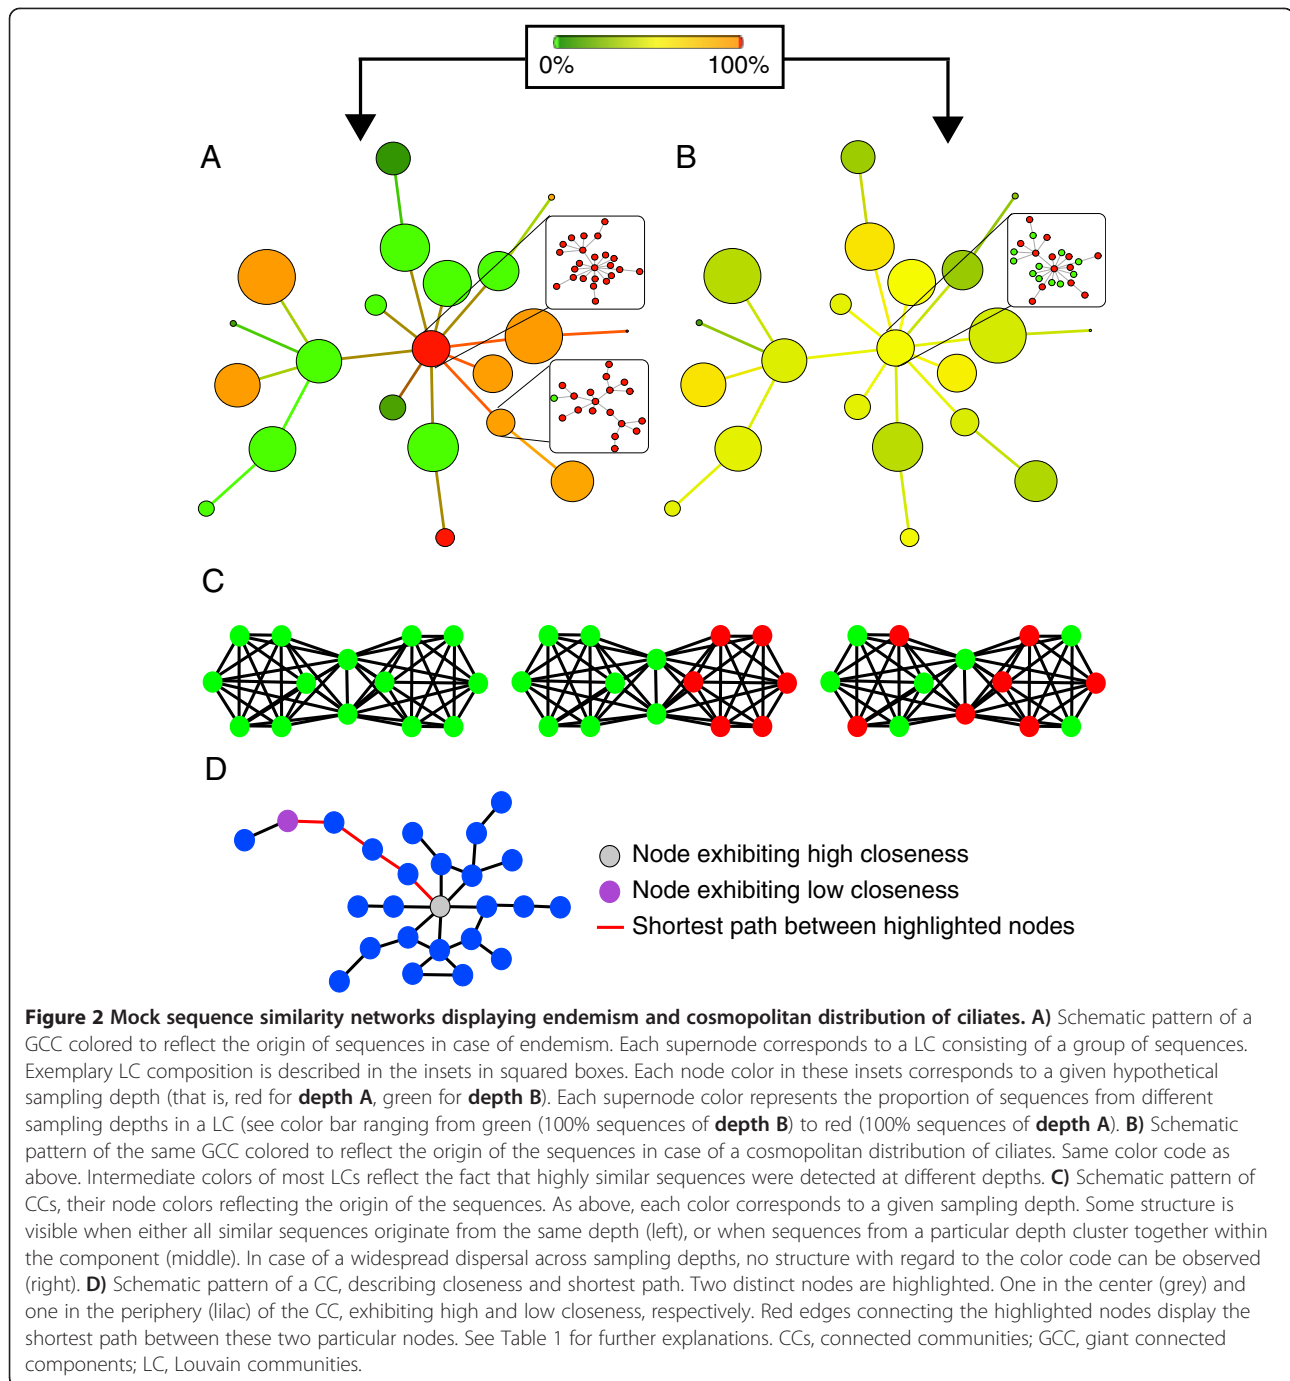 0% 100%
A
B
C
D
Node exhibiting high closeness
Node exhibiting low closeness
Shortest path between highlighted nodes
Figure 2 Mock sequence similarity networks displaying endemism and cosmopolitan distribution of ciliates. A) Schematic pattern of a
GCC colored to reflect the origin of sequences in case of endemism. Each supernode corresponds to a LC consisting of a group of sequences.
Exemplary LC composition is described in the insets in squared boxes. Each node color in these insets corresponds to a given hypothetical
sampling depth (that is, red for depth A, green for depth B). Each supernode color represents the proportion of sequences from different
sampling depths in a LC (see color bar ranging from green (100% sequences of depth B) to red (100% sequences of depth A). B) Schematic
pattern of the same GCC colored to reflect the origin of the sequences in case of a cosmopolitan distribution of ciliates. Same color code as
above. Intermediate colors of most LCs reflect the fact that highly similar sequences were detected at different depths. C) Schematic pattern of
CCs, their node colors reflecting the origin of the sequences. As above, each color corresponds to a given sampling depth. Some structure is
visible when either all similar sequences originate from the same depth (left), or when sequences from a particular depth cluster together within
the component (middle). In case of a widespread dispersal across sampling depths, no structure with regard to the color code can be observed
(right). D) Schematic pattern of a CC, describing closeness and shortest path. Two distinct nodes are highlighted. One in the center (grey) and
one in the periphery (lilac) of the CC, exhibiting high and low closeness, respectively. Red edges connecting the highlighted nodes display the
shortest path between these two particular nodes. See Table 1 for further explanations. CCs, connected communities; GCC, giant connected
components; LC, Louvain communities.